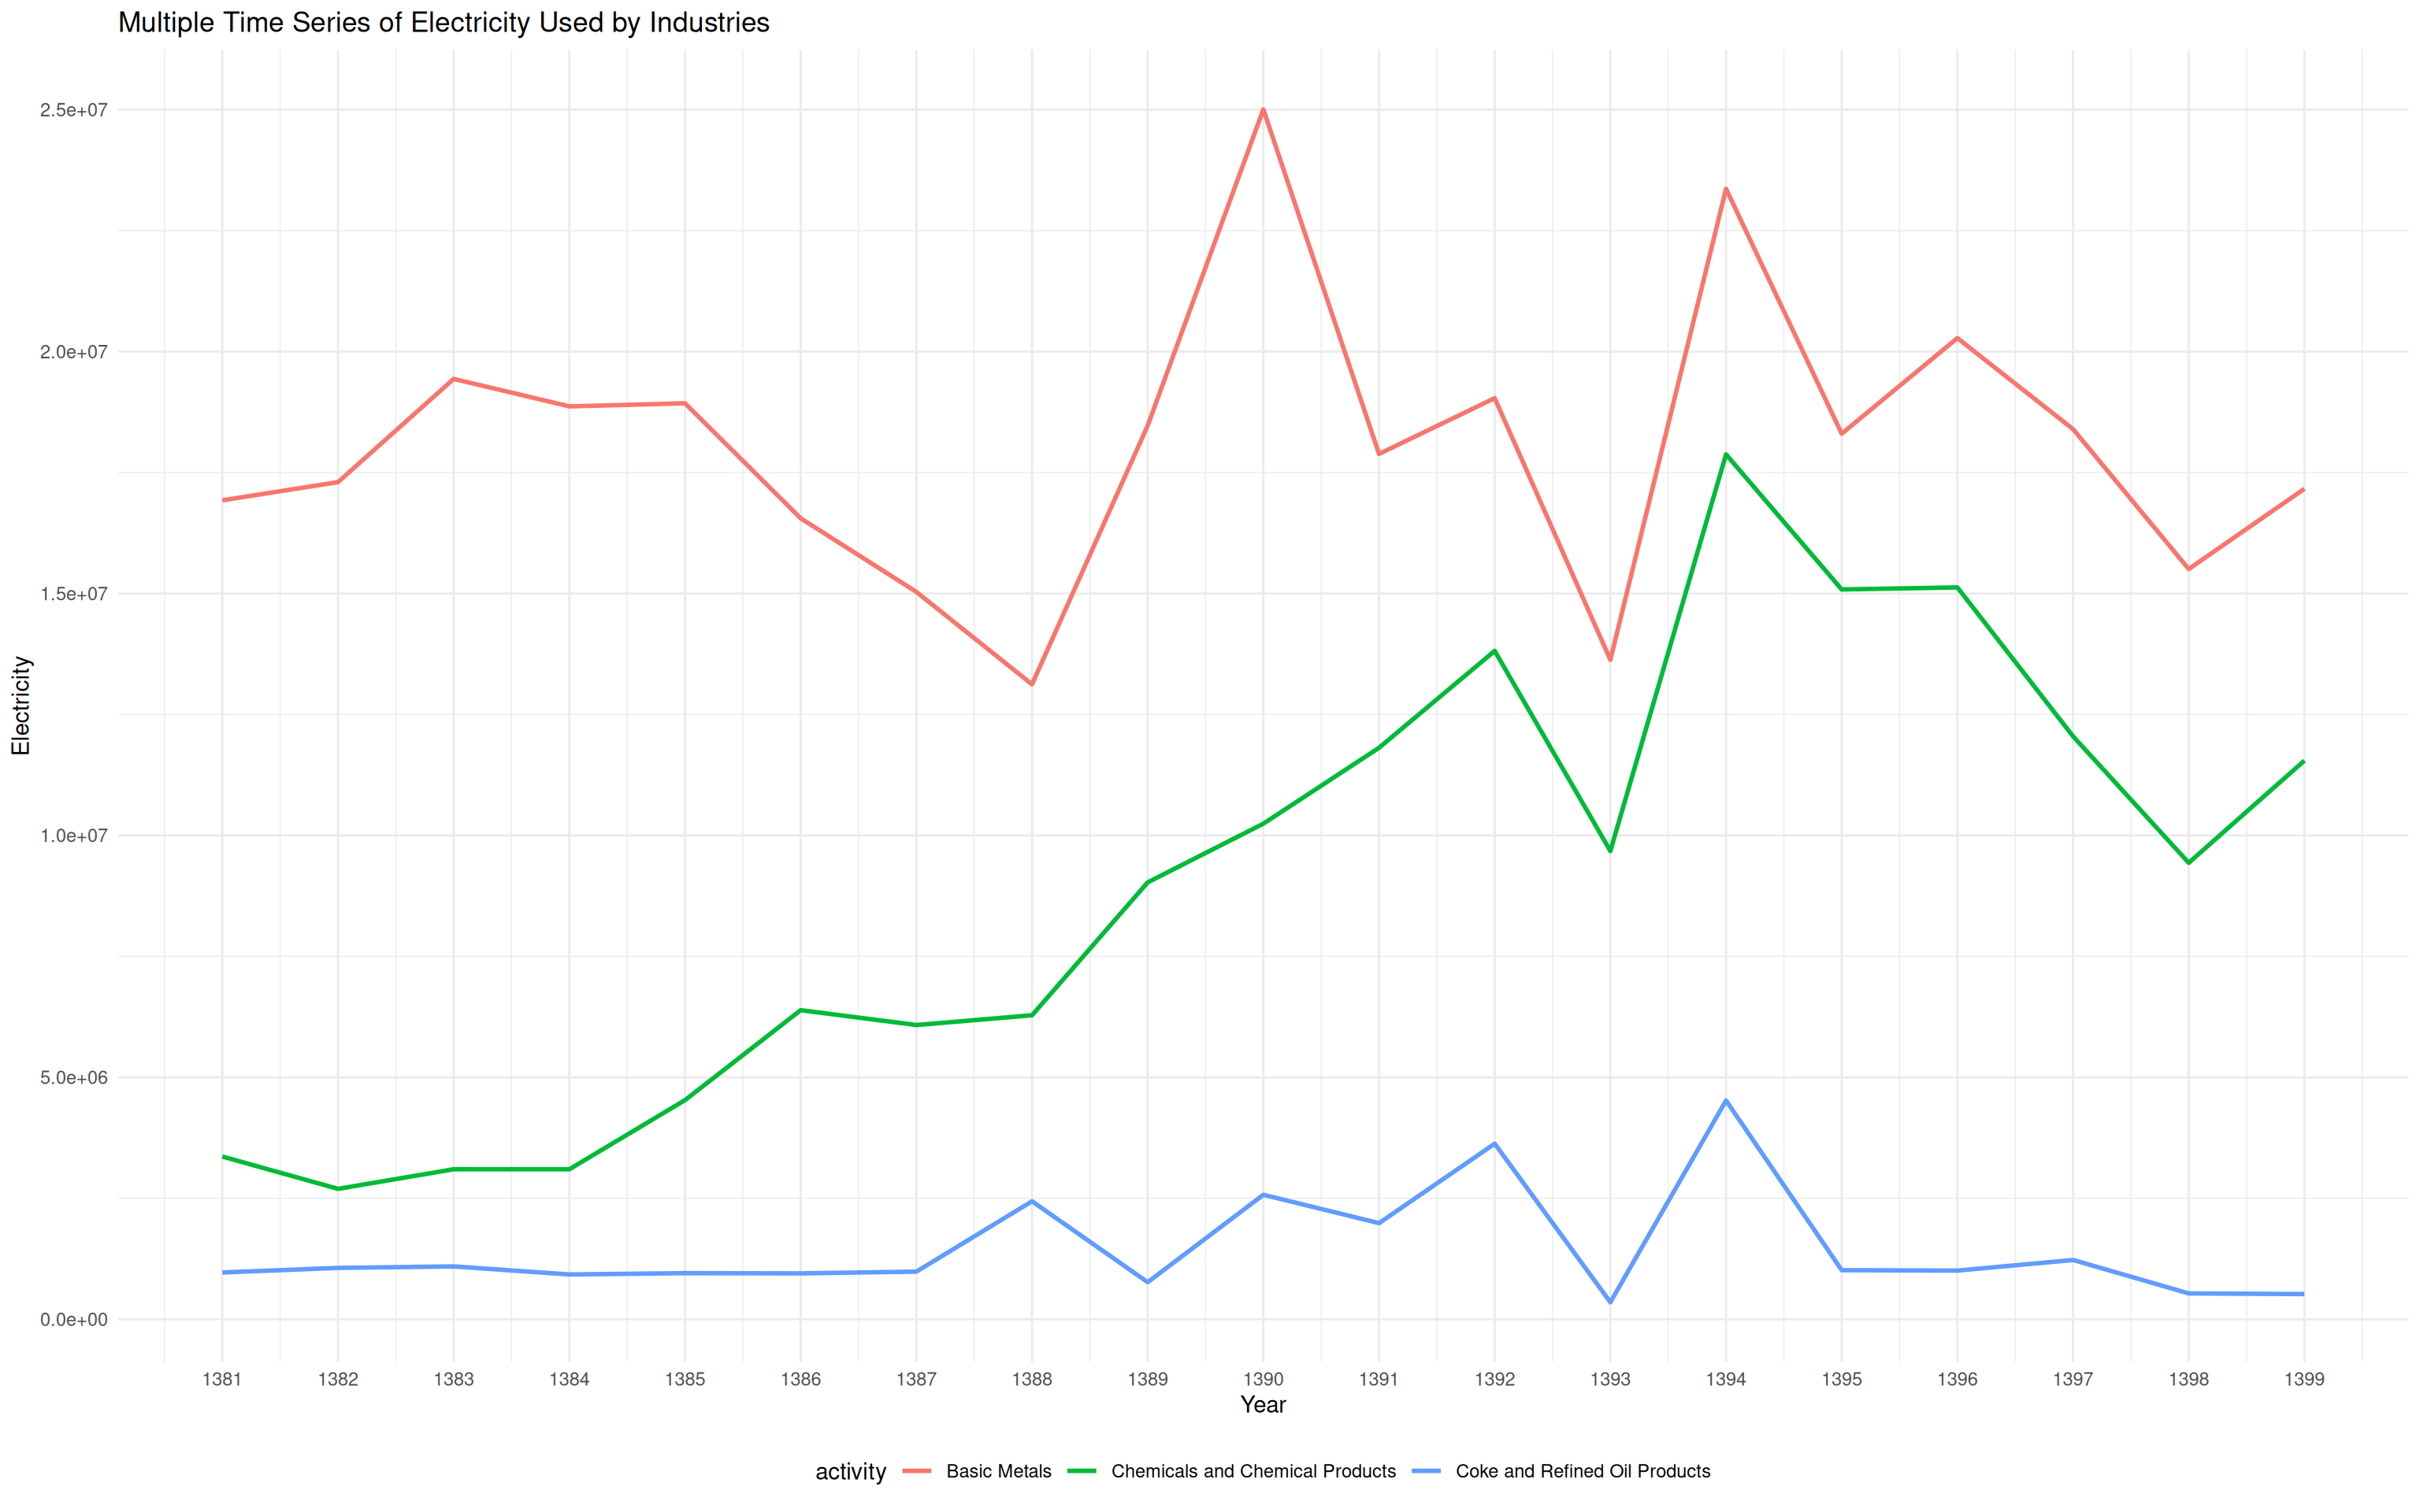 Multiple Time Series of Electricity Used by Industries
2.5e+07
2.0e+07
1.5e+07
1.0e+07
5.0e+06
0.0e+00
Electricity
1381 1382 1383 1384 1385 1386 1387 1388 1389 1390 1391 1392 1393 1394 1395 1396 1397 1398 1399
Year
activity Basic Metals Chemicals and Chemical Products Coke and Refined Oil Products